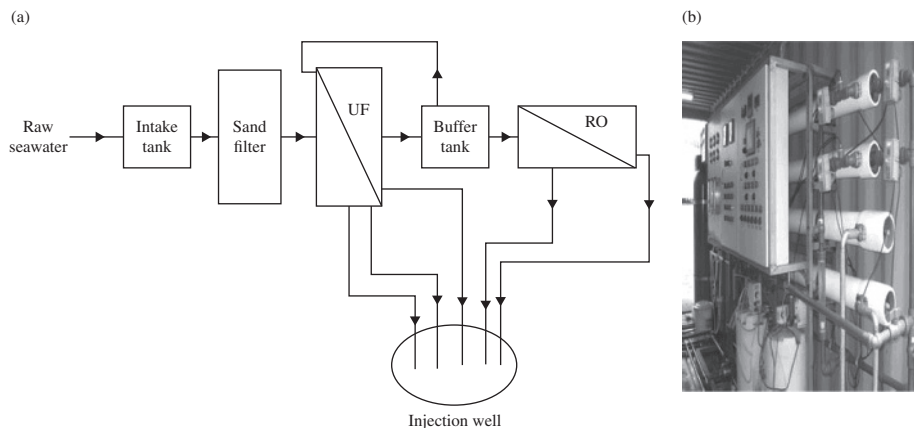 (a)
(b)
Raw
seawater
Intake
tank
Sand
filter
UF
Buffer
tank
RO
Injection well